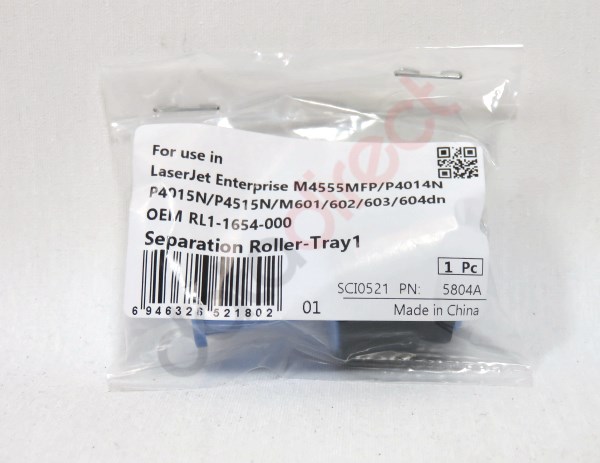 For use in
LaserJet Enterprise M4555MFP/P4014N
P4015N/P4515N/M601/602/603/604dn
OEM RL1-1654-000
Separation Roller-Tray1
1 Pc
SCI0521 PN: 5804A
6 946326 521802
01
Made in China
direct